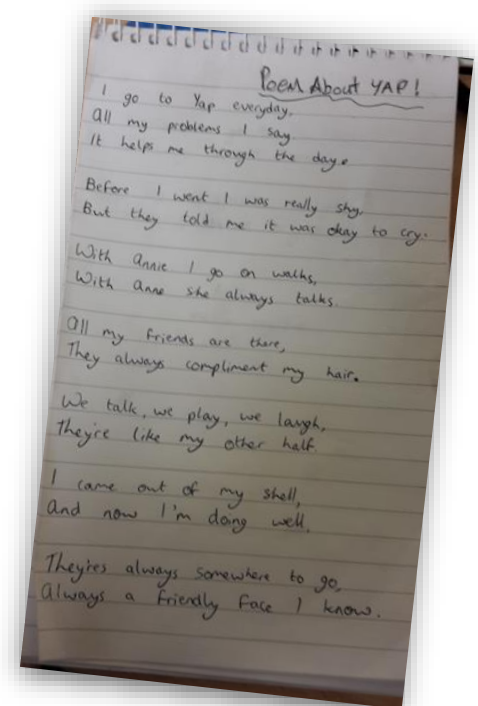 Poem About YAP!
I go to Yap everyday,
All my problems I say
It helps me through the day.
Before I went I was really shy,
But they told me it was okay to cry.
With Annie I go on walks,
With Anne she always talks.
All my friends are there,
They always compliment my hair.
We talk, we play, we laugh,
They're like my other half.
I came out of my shell,
And now I'm doing well.
They'res always somewhere to go,
Always a friendly face I know.